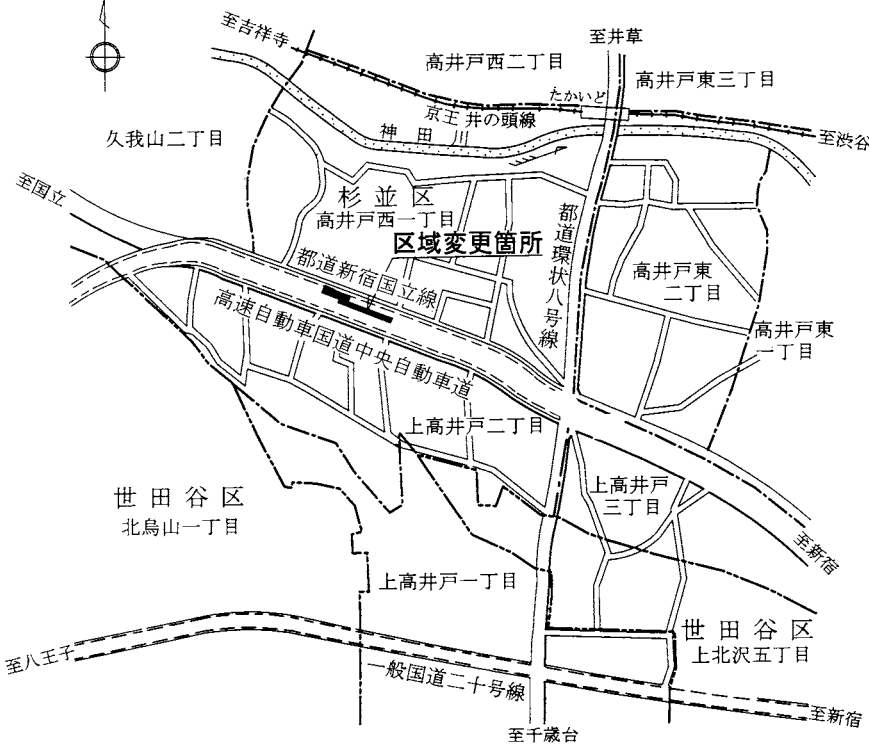 至吉祥寺
至井草
高井戸西二丁目
高井戸東三丁目
たかいど
京王井の頭線
至渋谷
神田川
久我山二丁目
至国立
杉並区
高井戸西一丁目
区域変更箇所
都道環状八号線
高井戸東
二丁目
都道新宿国立線
高速自動車国道中央自動車道
高井戸東
一丁目
上高井戸二丁目
世田谷区
北烏山一丁目
上高井戸
三丁目
至新宿
上高井戸一丁目
世田谷区
上北沢五丁目
至八王子
一般国道二十号線
至新宿
至千歳台